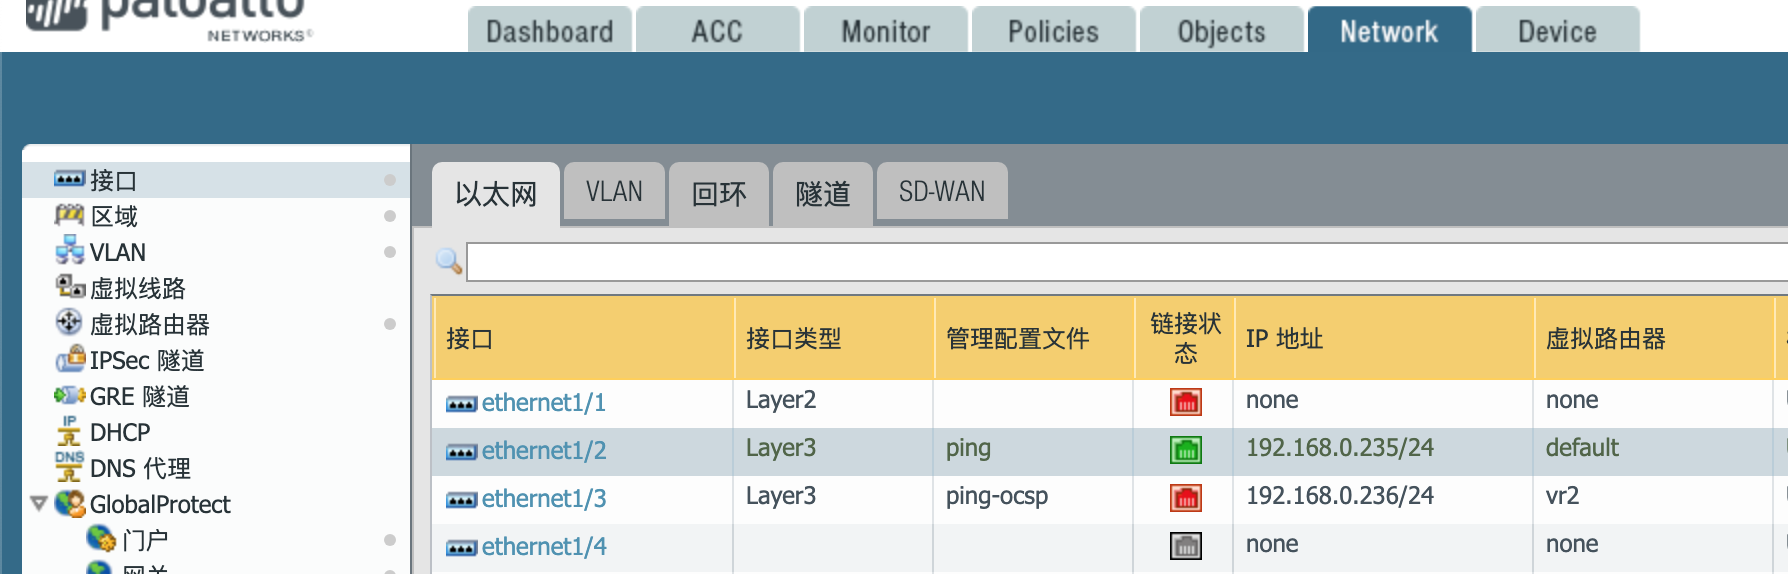 paloalto
NETWORKS®
Dashboard ACC Monitor Policies Objects Network Device
接口
区域
VLAN
虚拟线路
虚拟路由器
IPSec 隧道
GRE 隧道
IP
DHCP
DNS
DNS 代理
GlobalProtect
门户
网关
以太网 VLAN 回环 隧道 SD-WAN
接口 接口类型 管理配置文件 链接状态 IP 地址 虚拟路由器
ethernet1/1 Layer2 none none
ethernet1/2 Layer3 ping 192.168.0.235/24 default
ethernet1/3 Layer3 ping-ocsp 192.168.0.236/24 vr2
ethernet1/4 none none